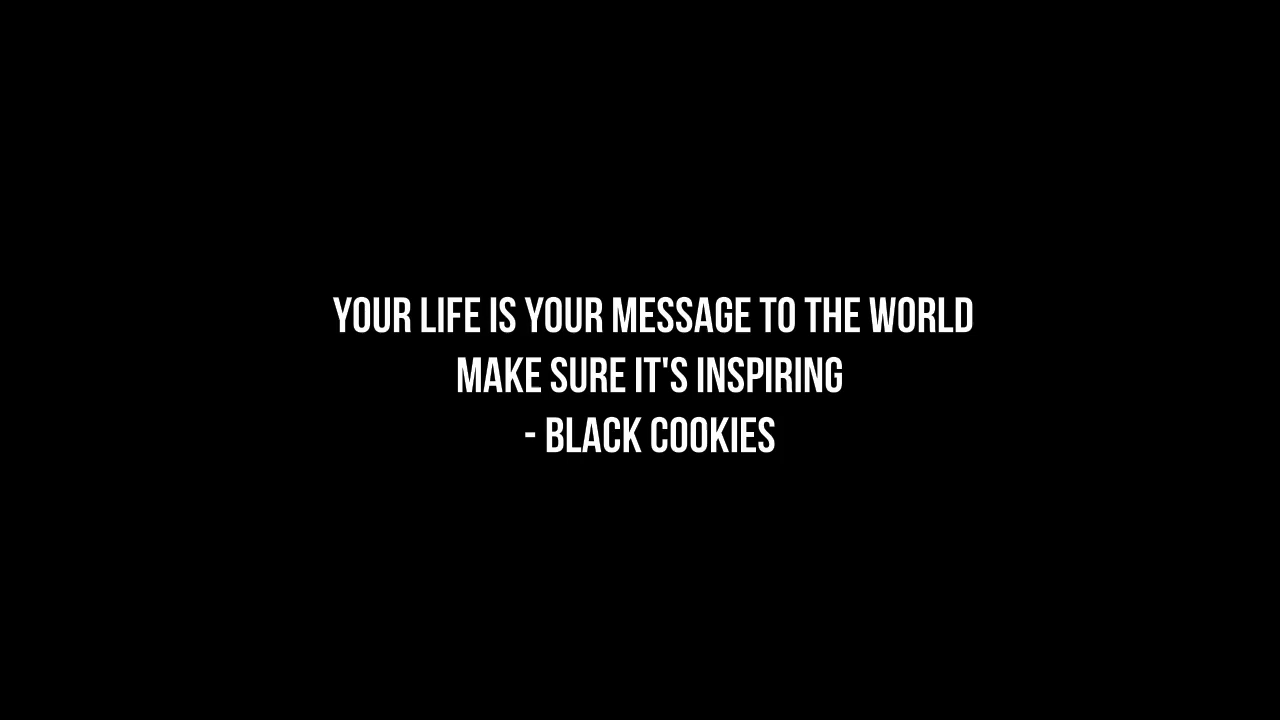 YOUR LIFE IS YOUR MESSAGE TO THE WORLD
MAKE SURE IT'S INSPIRING
- BLACK COOKIES